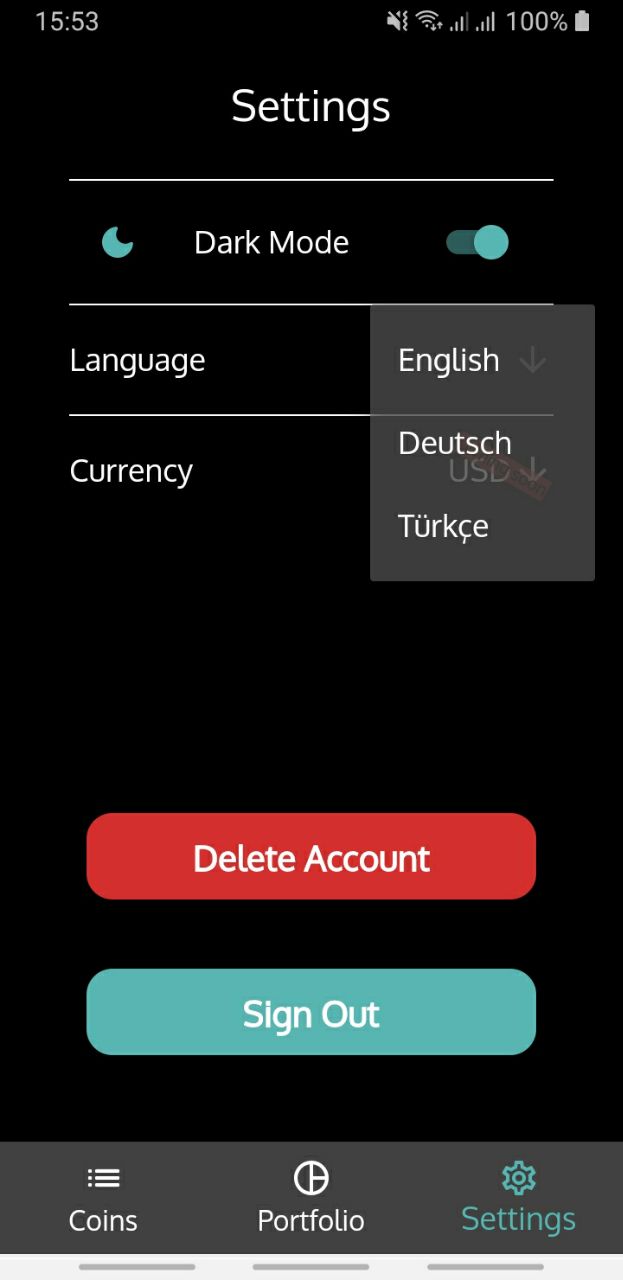 15:53 100%
Settings
Dark Mode
Language English
Deutsch
Currency USD
Türkçe
Delete Account
Sign Out
Coins Portfolio Settings